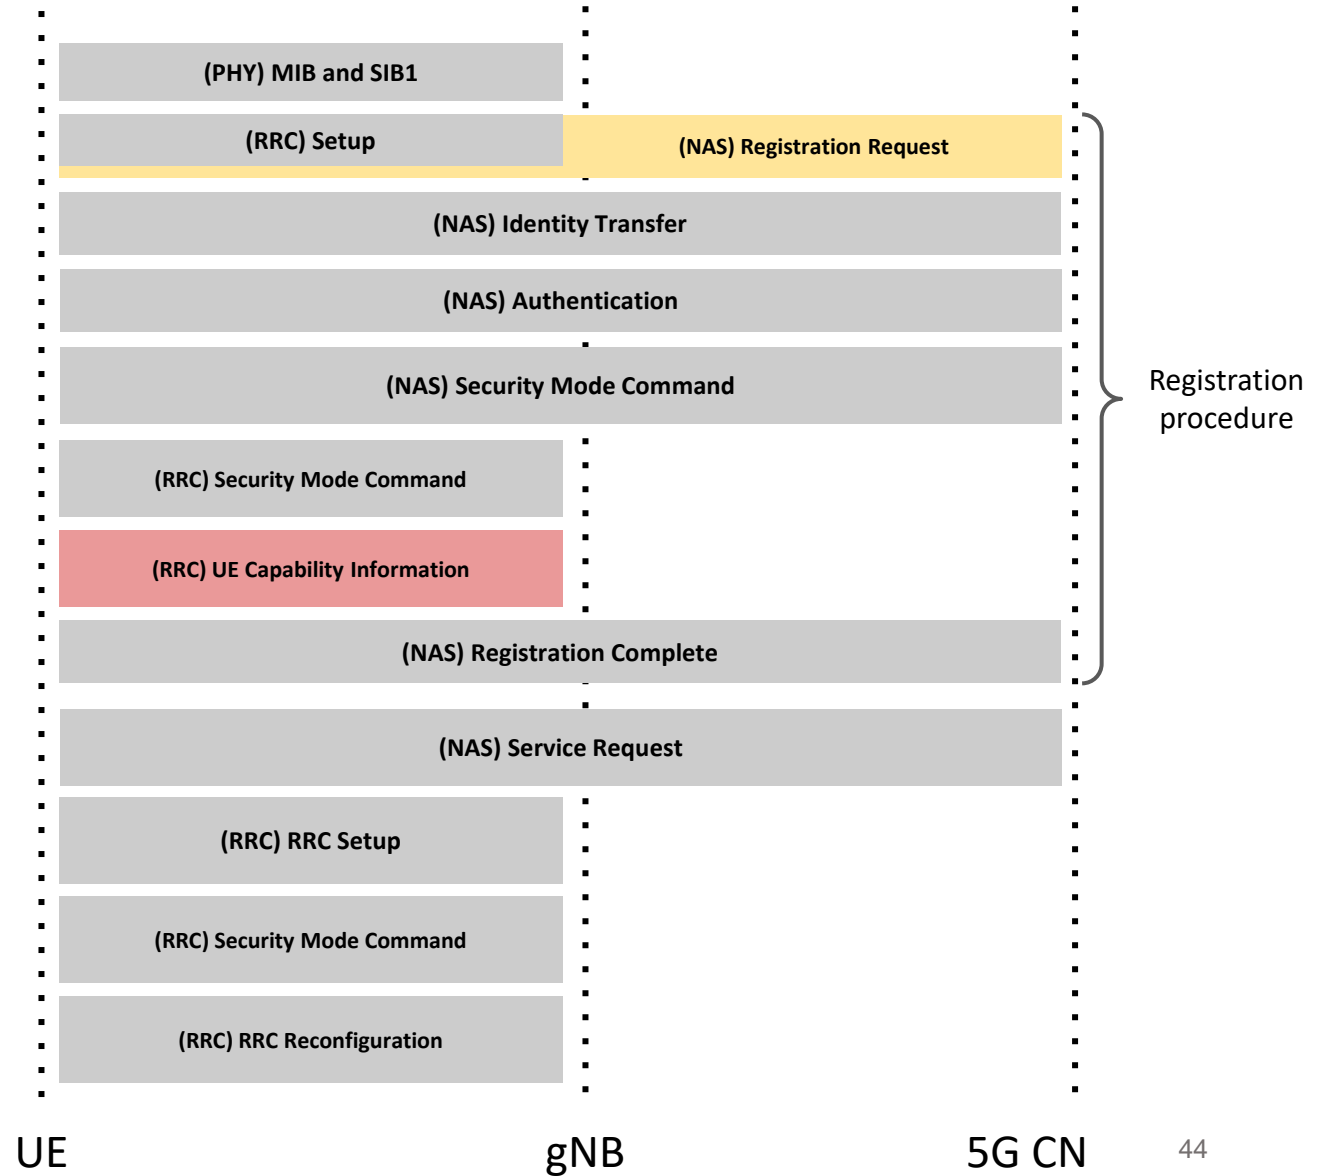 (PHY) MIB and SIB1
(RRC) Setup
(NAS) Registration Request
(NAS) Identity Transfer
(NAS) Authentication
(NAS) Security Mode Command
Registration
procedure
(RRC) Security Mode Command
(RRC) UE Capability Information
(NAS) Registration Complete
(NAS) Service Request
(RRC) RRC Setup
(RRC) Security Mode Command
(RRC) RRC Reconfiguration
UE
gNB
5G CN
44